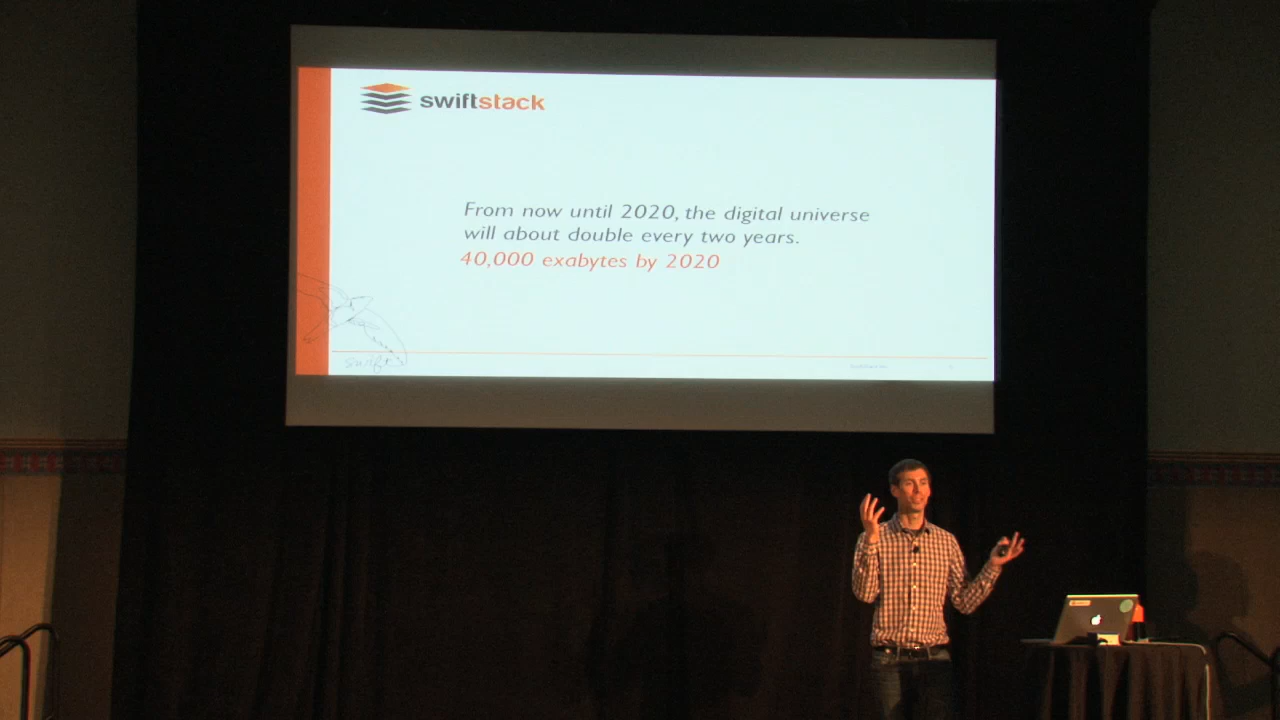 swiftstack
From now until 2020, the digital universe
will about double every two years.
40,000 exabytes by 2020
swift